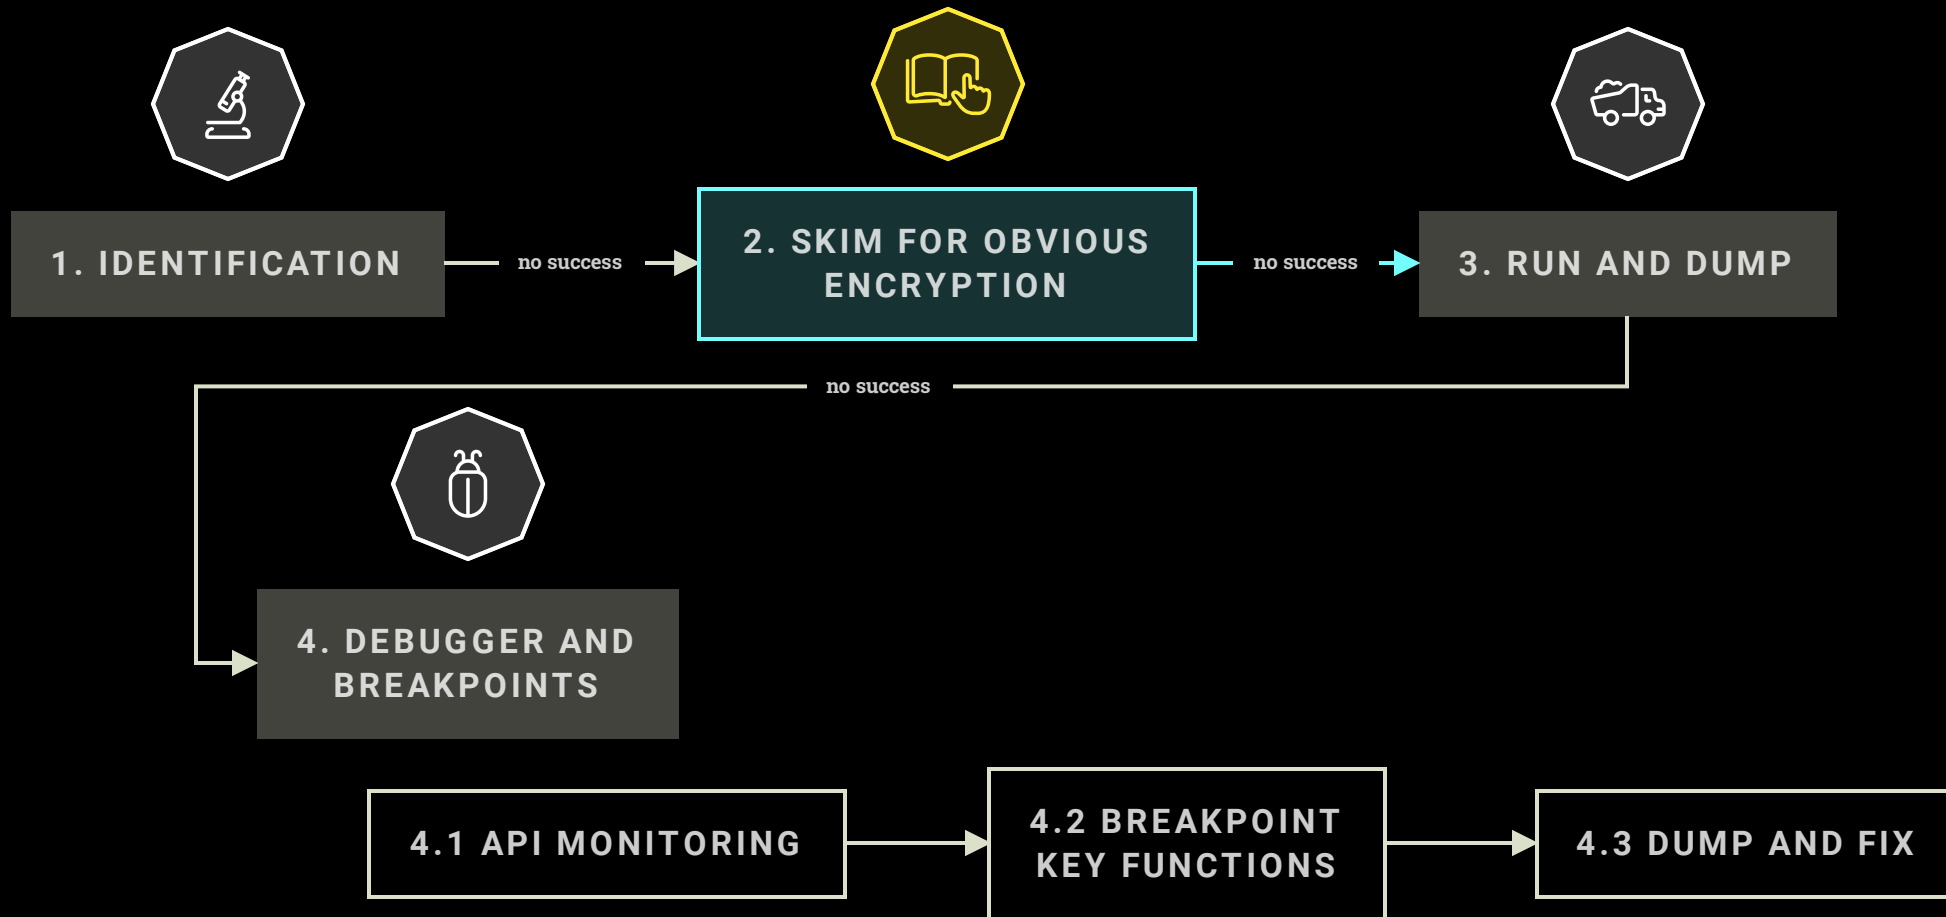 1. IDENTIFICATION
no success
2. SKIM FOR OBVIOUS
ENCRYPTION
no success
3. RUN AND DUMP
no success
4. DEBUGGER AND
BREAKPOINTS
4.1 API MONITORING
4.2 BREAKPOINT
KEY FUNCTIONS
4.3 DUMP AND FIX